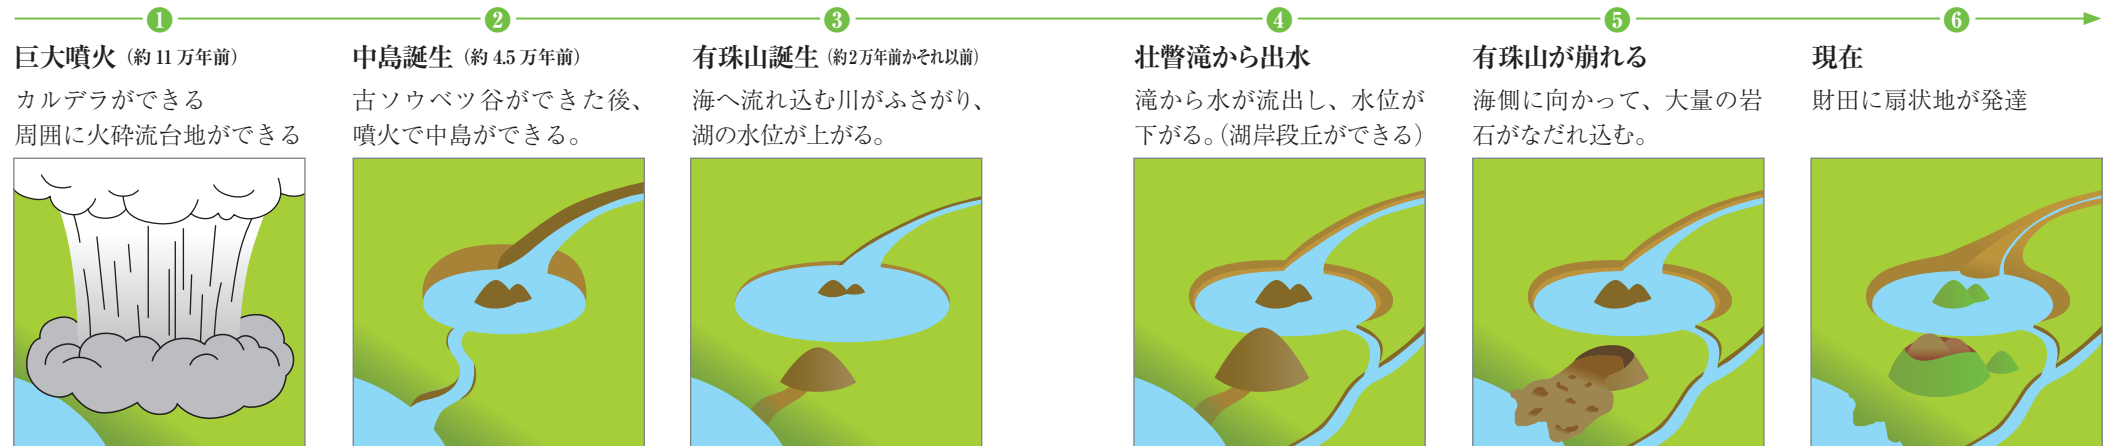 1
巨大噴火（約 11 万年前）
カルデラができる
周囲に火砕流台地ができる
2
中島誕生（約 4.5 万年前）
古ソウベツ谷ができた後、
噴火で中島ができる。
3
有珠山誕生（約2万年前かそれ以前）
海へ流れ込む川がふさがり、
湖の水位が上がる。
4
壮瞥滝から出水
滝から水が流出し、水位が
下がる。（湖岸段丘ができる）
5
有珠山が崩れる
海側に向かって、大量の岩
石がなだれ込む。
6
現在
財田に扇状地が発達